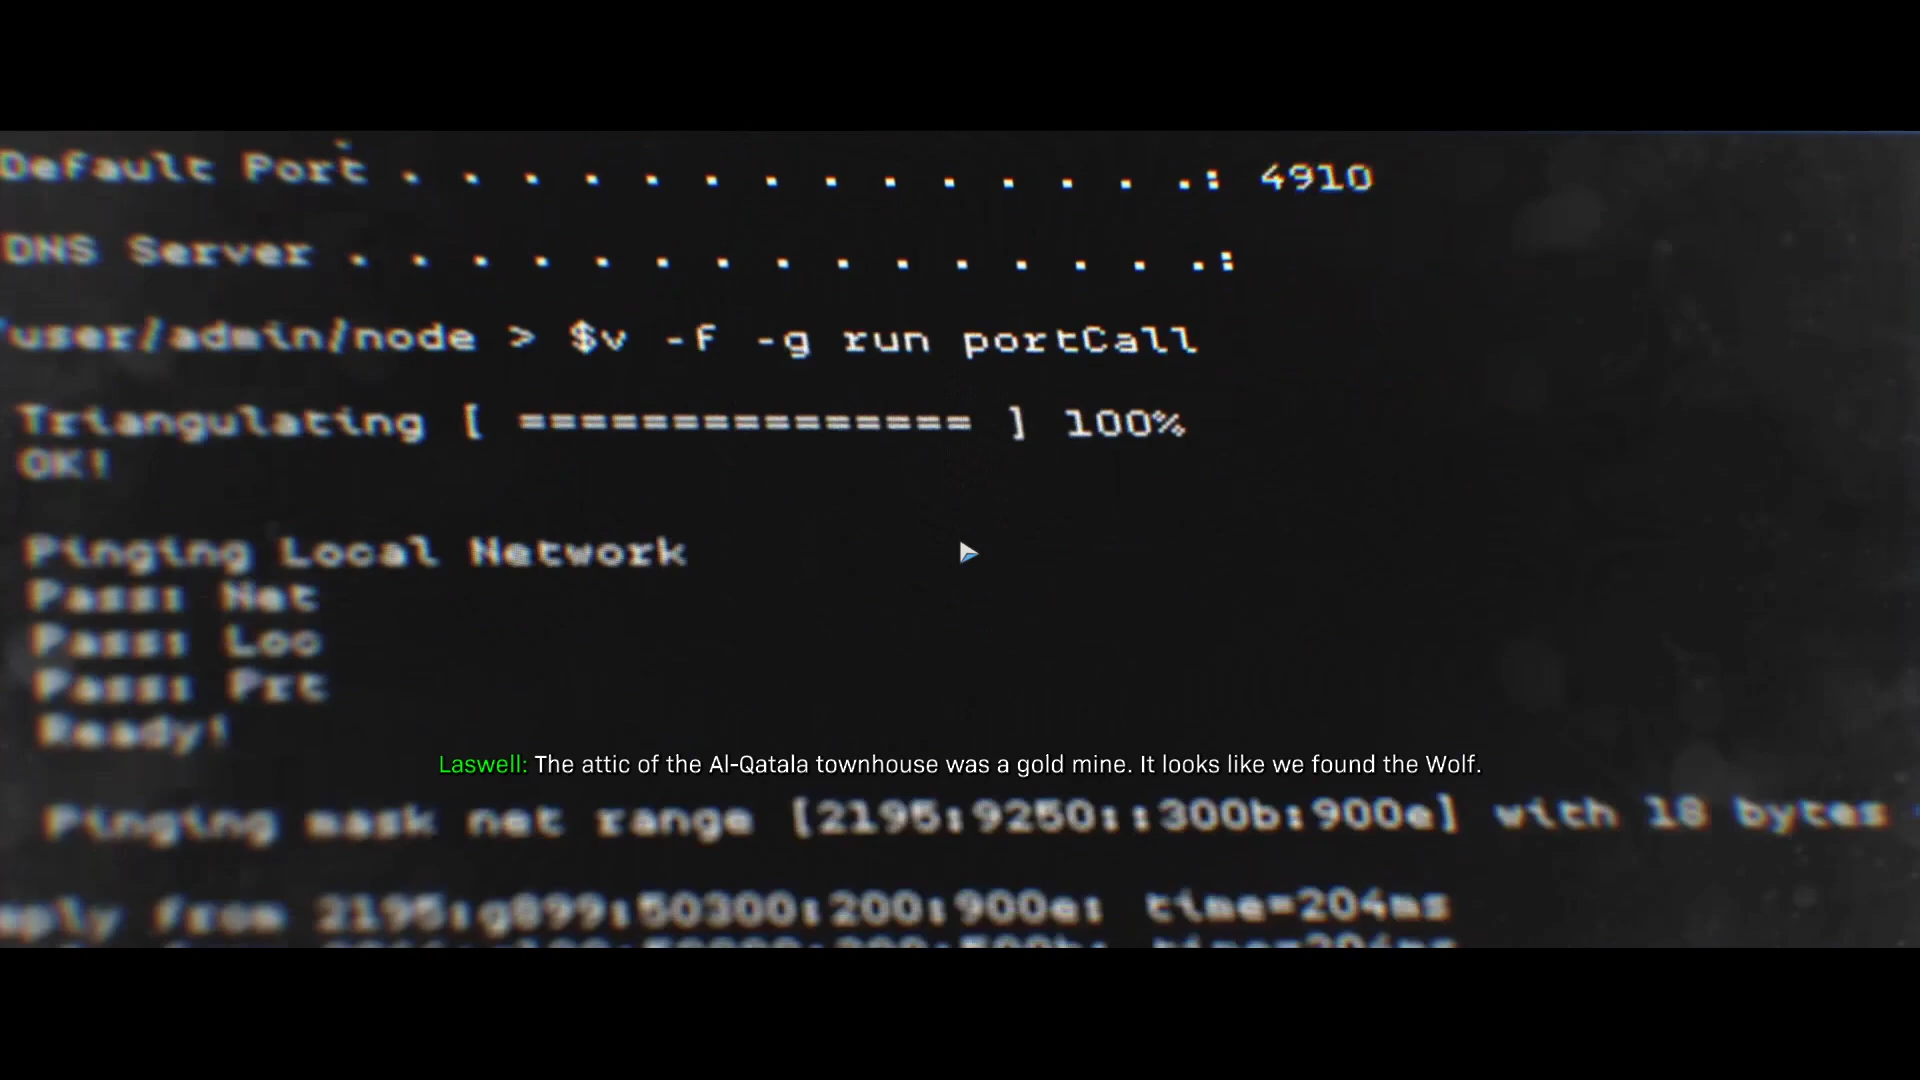 Default Port . . . . . . . . . . . . . .: 4910
DNS Server . . . . . . . . . . . . . . .:
user/admin/node > $v -f -g run portCall
Triangulating [ =============== ] 100%
OK!
Pinging Local Network
Pass: Net
Pass: Loc
Pass: Prt
Ready!
Laswell: The attic of the Al-Qatala townhouse was a gold mine. It looks like we found the Wolf.
Pinging mask net range [2195:9250::300b:900e] with 18 bytes
from 2195:g899:50300:200:900e: time=204ms